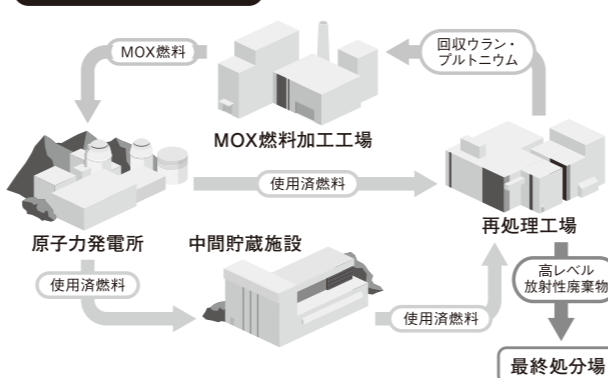 MOX燃料
回収ウラン・
プルトニウム
MOX燃料加工工場
使用済燃料
原子力発電所
中間貯蔵施設
再処理工場
使用済燃料
使用済燃料
高レベル
放射性廃棄物
最終処分場